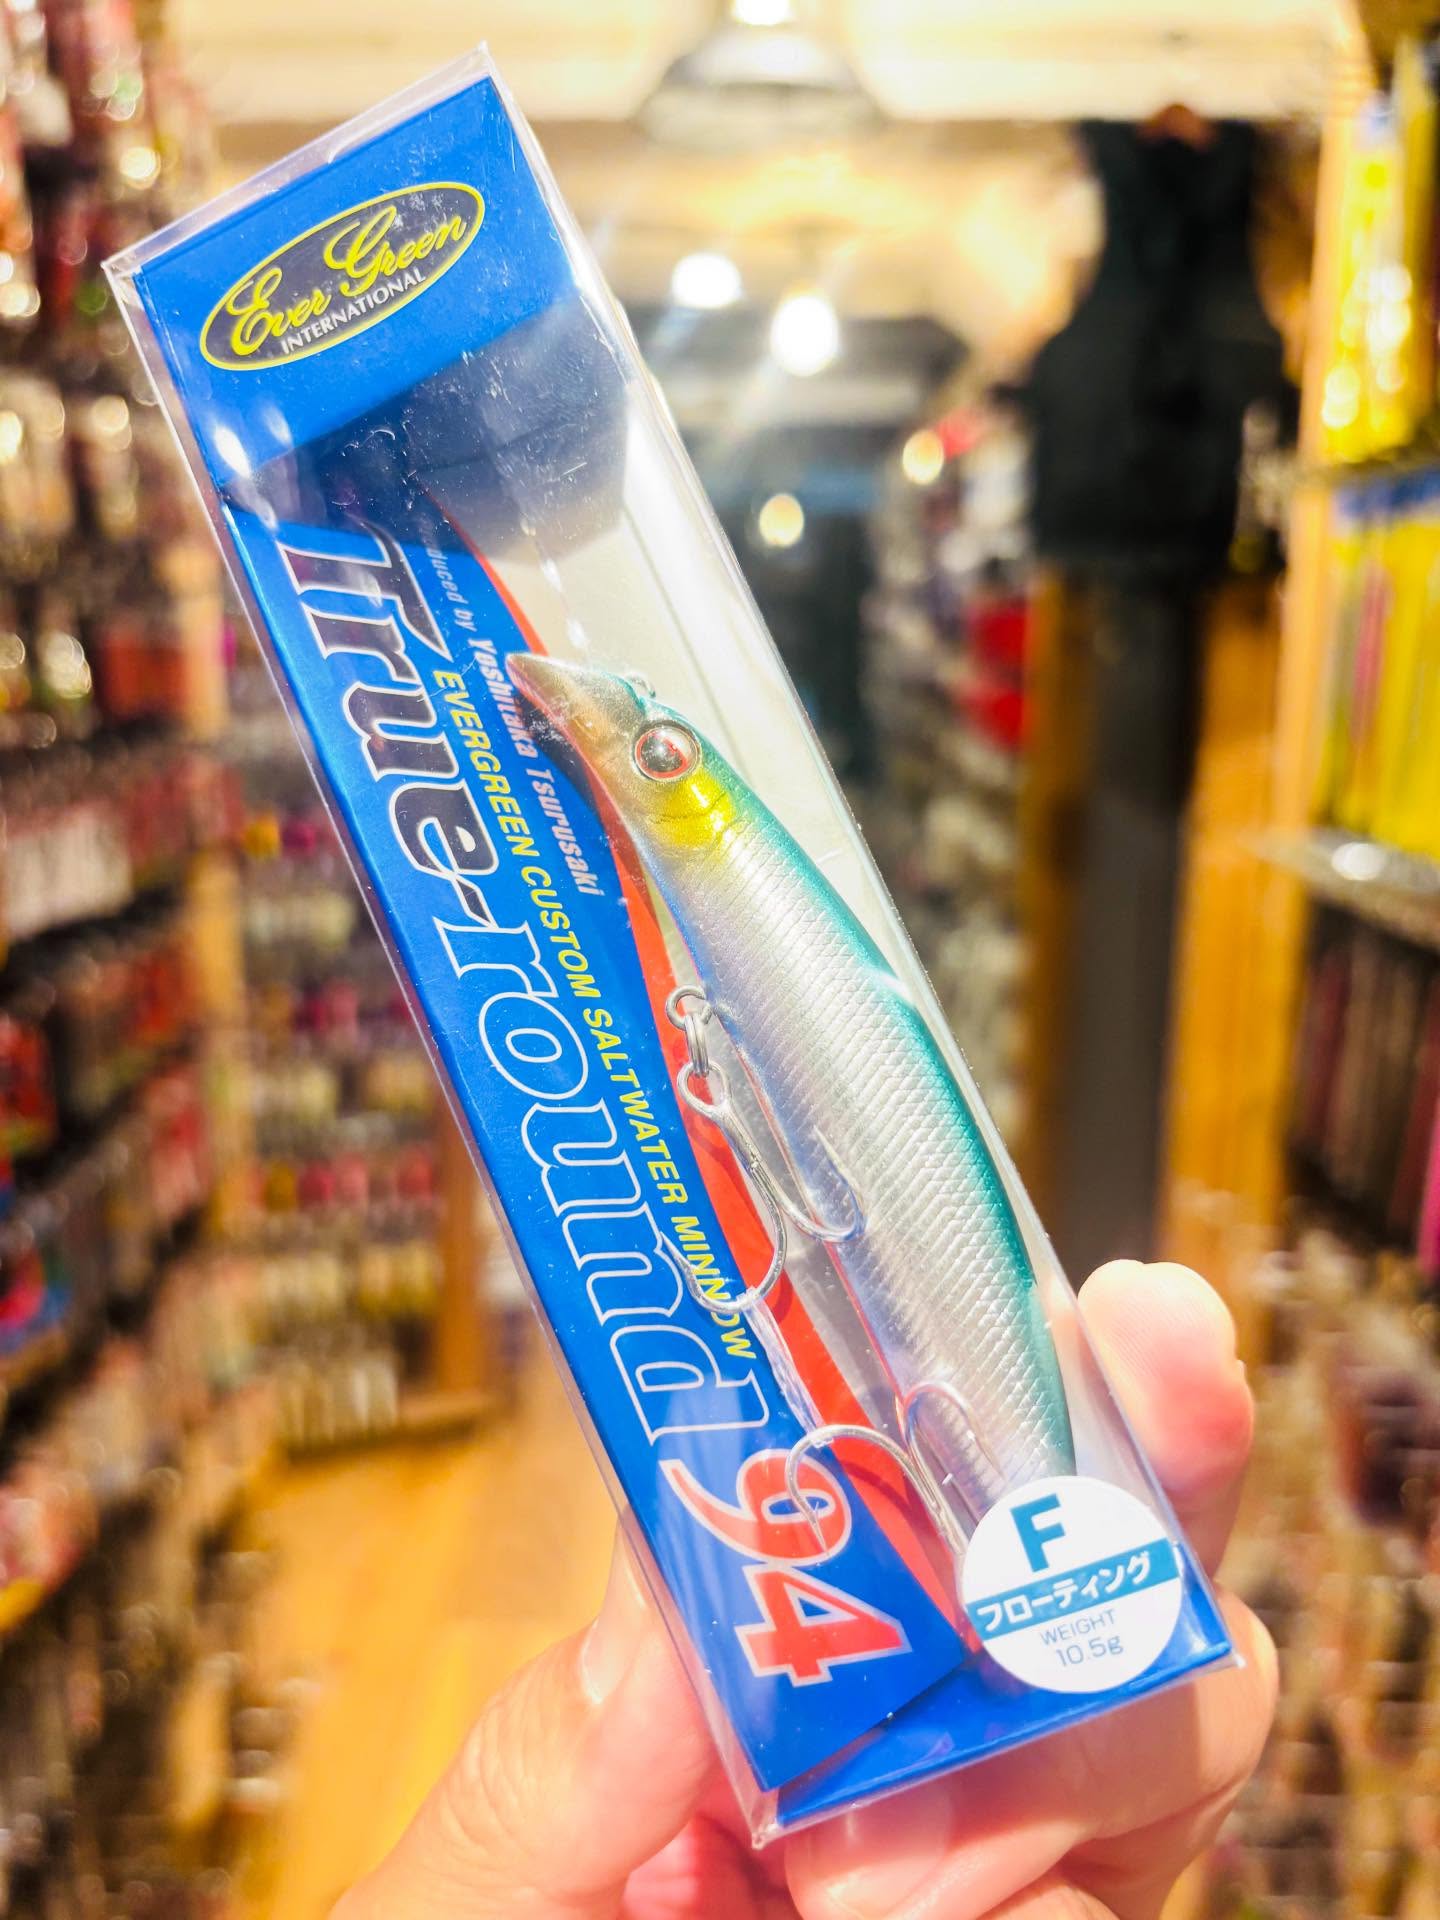 Ever Green
INTERNATIONAL
by Yoshitaka Tsurusaki
EVERGREEN CUSTOM SALTWATER MINNOW
True-round 94
F
フローティング
WEIGHT
10.5g